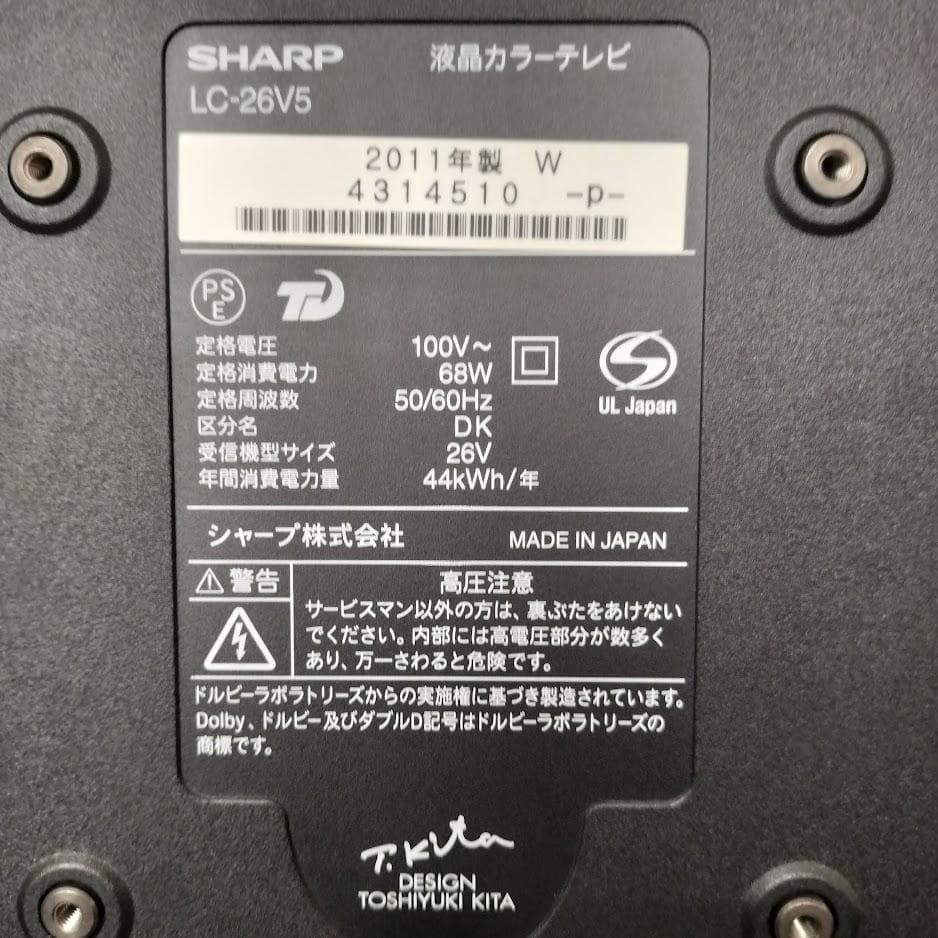 SHARP 液晶カラーテレビ
LC-26V5
2011年製 W
4314510 -p-
PS
E
定格電圧 100V~
定格消費電力 68W
定格周波数 50/60Hz
区分名 DK
受信機型サイズ 26V
年間消費電力量 44kWh/年
UL Japan
シャープ株式会社 MADE IN JAPAN
警告 高圧注意
サービスマン以外の方は、裏ぶたをあけない
でください。内部には高電圧部分が数多く
あり、万一さわると危険です。
ドルビーラボラトリーズからの実施権に基づき製造されています。
Dolby、ドルビー及びダブルD記号はドルビーラボラトリーズの
商標です。
T.Kita
DESIGN
TOSHIYUKI KITA